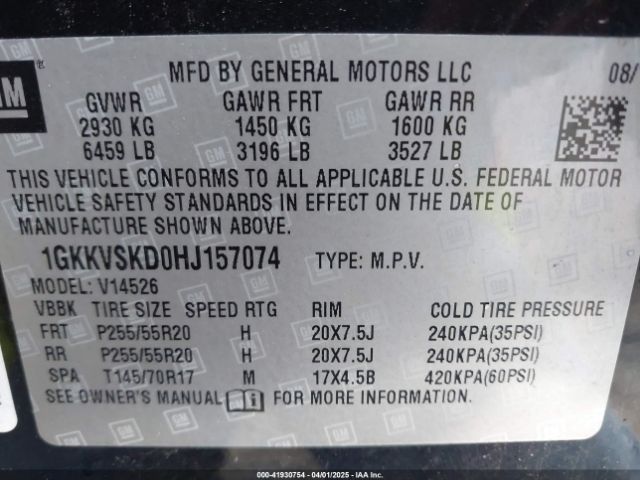 GM
MFD BY GENERAL MOTORS LLC 08/
GVWR GAWR FRT GAWR RR
2930 KG 1450 KG 1600 KG
6459 LB 3196 LB 3527 LB
THIS VEHICLE CONFORMS TO ALL APPLICABLE U.S. FEDERAL MOTOR
VEHICLE SAFETY STANDARDS IN EFFECT ON THE DATE OF
MANUFACTURE SHOWN ABOVE.
1GKKVSKD0HJ157074 TYPE: M.P.V.
MODEL: V14526
VBBK TIRE SIZE SPEED RTG RIM COLD TIRE PRESSURE
FRT P255/55R20 H 20X7.5J 240KPA(35PSI)
RR P255/55R20 H 20X7.5J 240KPA(35PSI)
SPA T145/70R17 M 17X4.5B 420KPA(60PSI)
SEE OWNER'S MANUAL i FOR MORE INFORMATION.
000-41930754 - 04/01/2025 - IAAI.COM